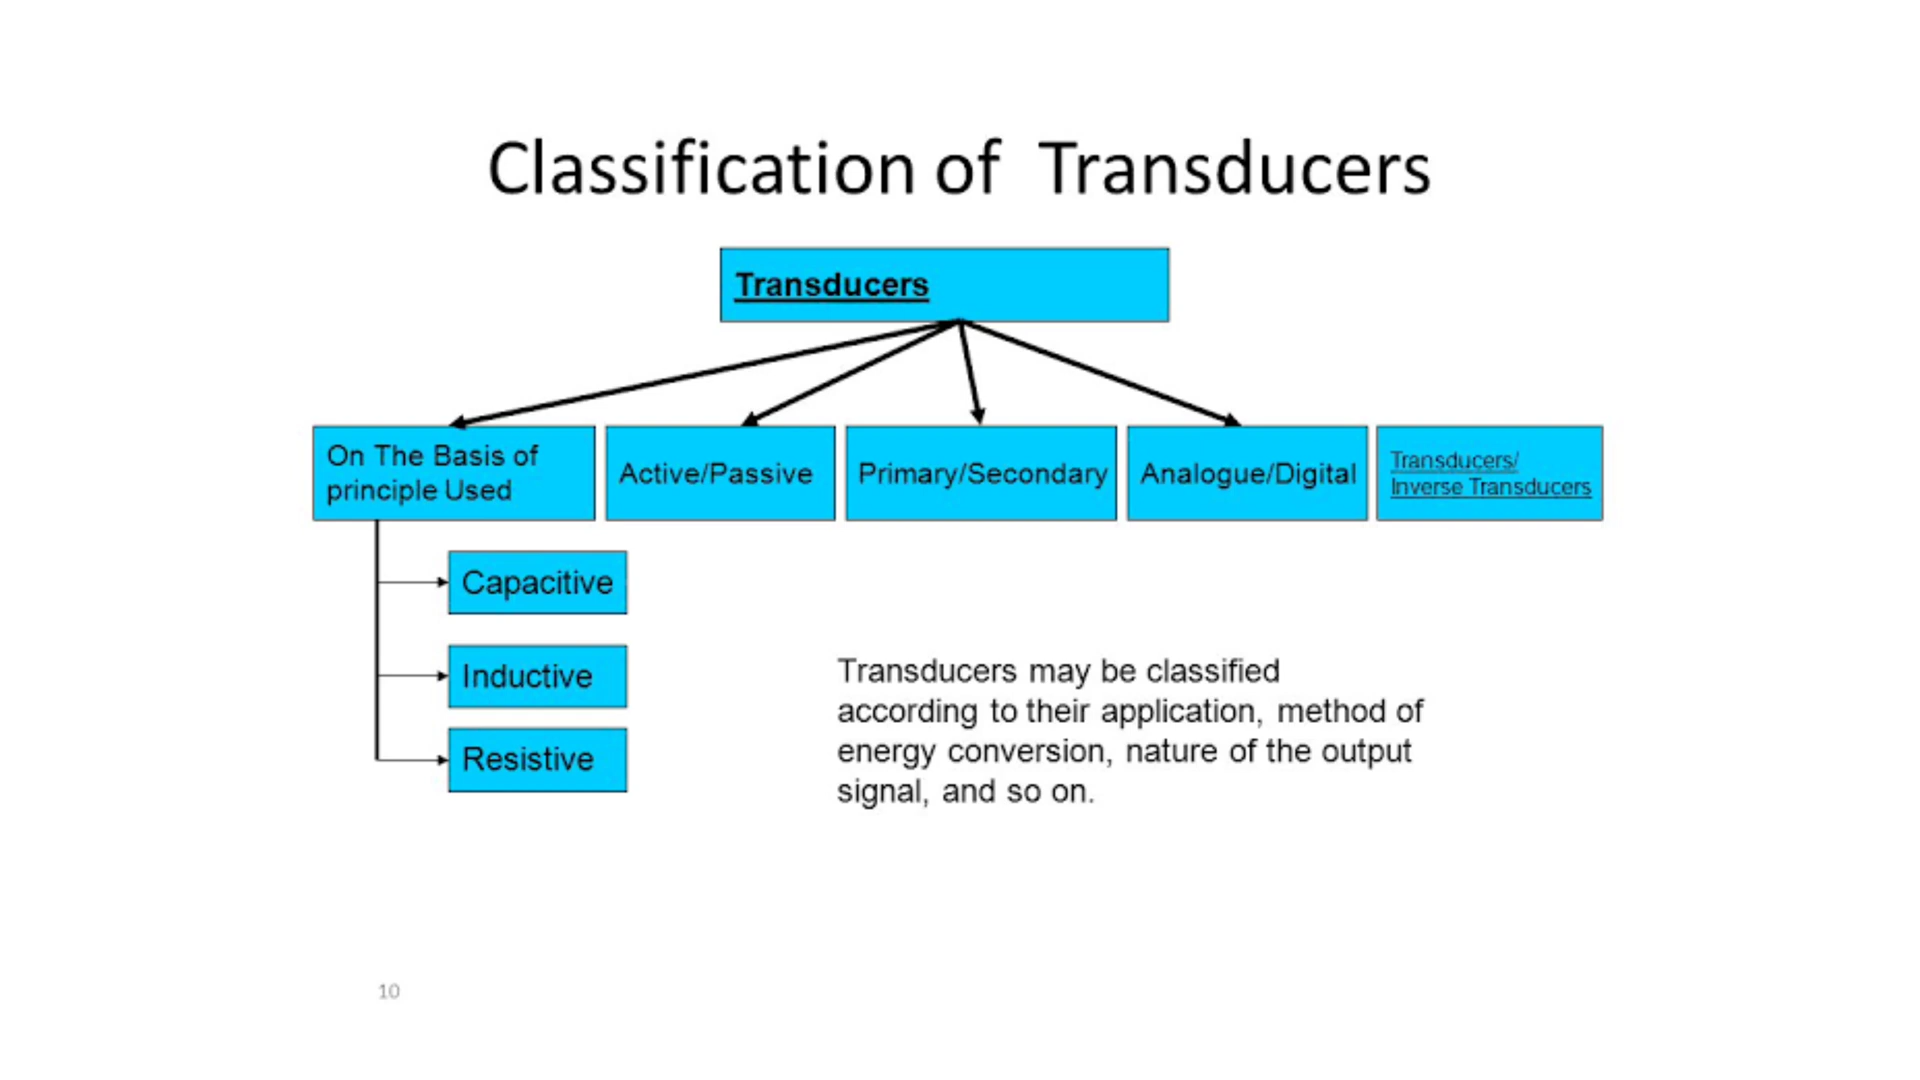 Classification of Transducers
Transducers
On The Basis of
principle Used
Active/Passive
Primary/Secondary
Analogue/Digital
Transducers/
Inverse Transducers
Capacitive
Inductive
Resistive
Transducers may be classified
according to their application, method of
energy conversion, nature of the output
signal, and so on.
10